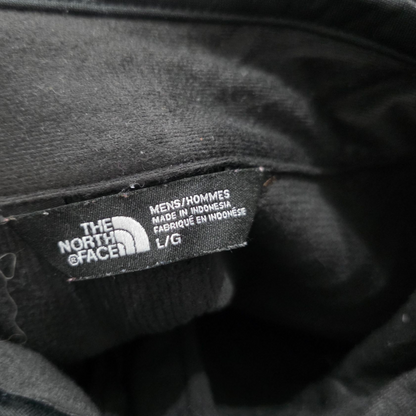 THE
NORTH
®FACE
MENS/HOMMES
MADE IN INDONESIA
FABRIQUÉ EN INDONÉSIE
L/G